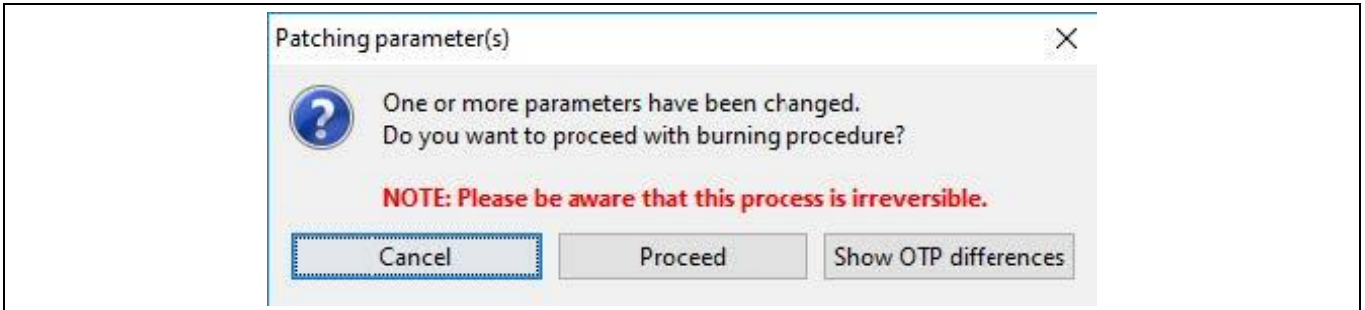 Patching parameter(s)
One or more parameters have been changed.
Do you want to proceed with burning procedure?
NOTE: Please be aware that this process is irreversible.
Cancel
Proceed
Show OTP differences